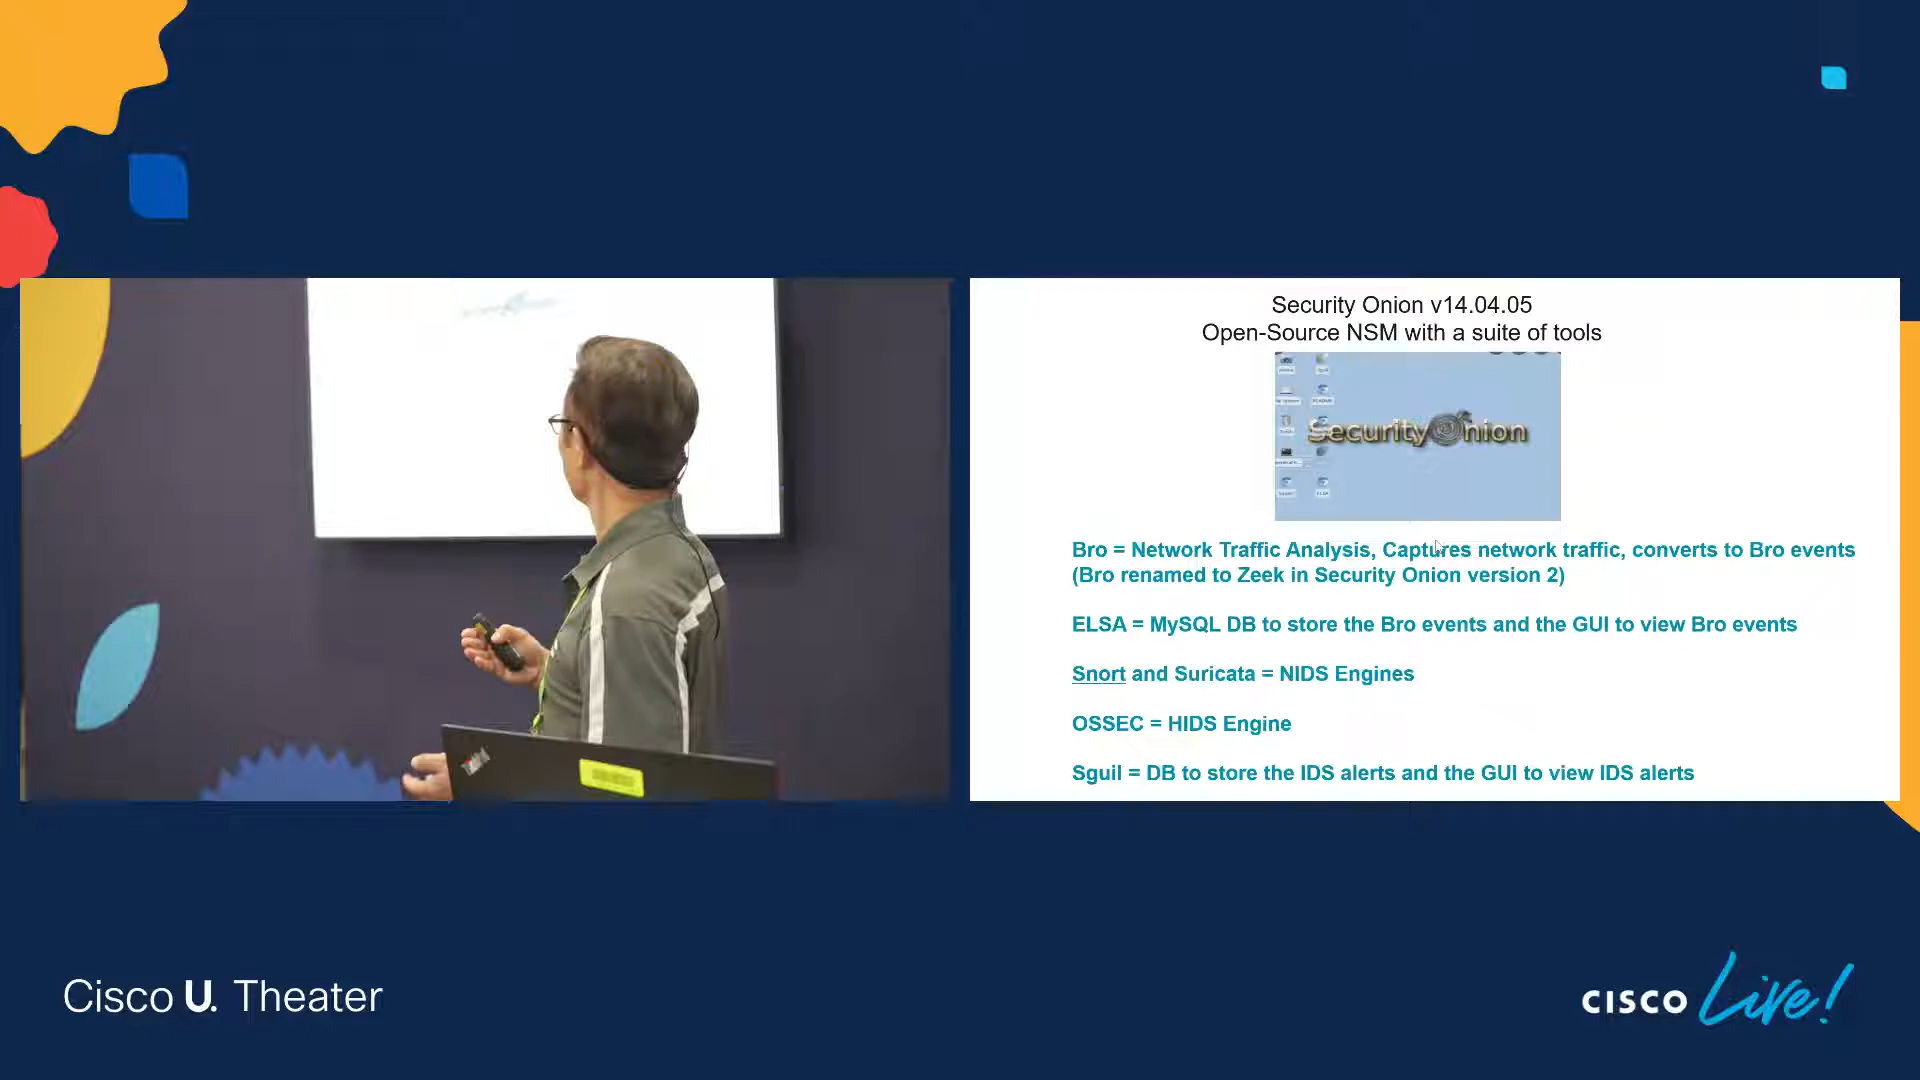 Security Onion v14.04.05
Open-Source NSM with a suite of tools
Security Onion
Bro = Network Traffic Analysis, Captures network traffic, converts to Bro events
(Bro renamed to Zeek in Security Onion version 2)
ELSA = MySQL DB to store the Bro events and the GUI to view Bro events
Snort and Suricata = NIDS Engines
OSSEC = HIDS Engine
Sguil = DB to store the IDS alerts and the GUI to view IDS alerts
Cisco U. Theater
CISCO Live!